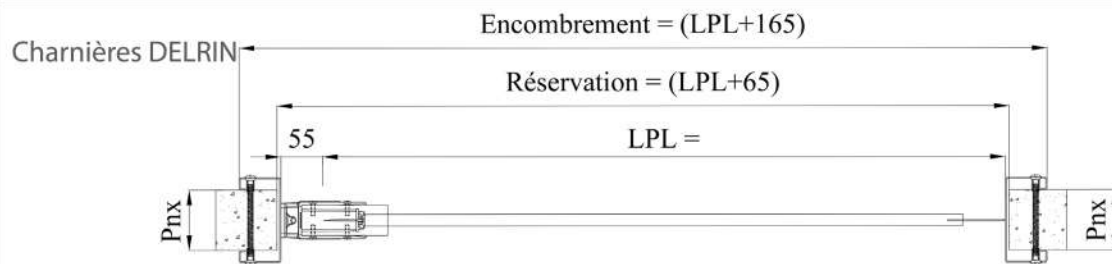 Encombrement = (LPL+165)
Charnières DELRIN
Réservation = (LPL+65)
55
LPL =
Pnx
Pnx